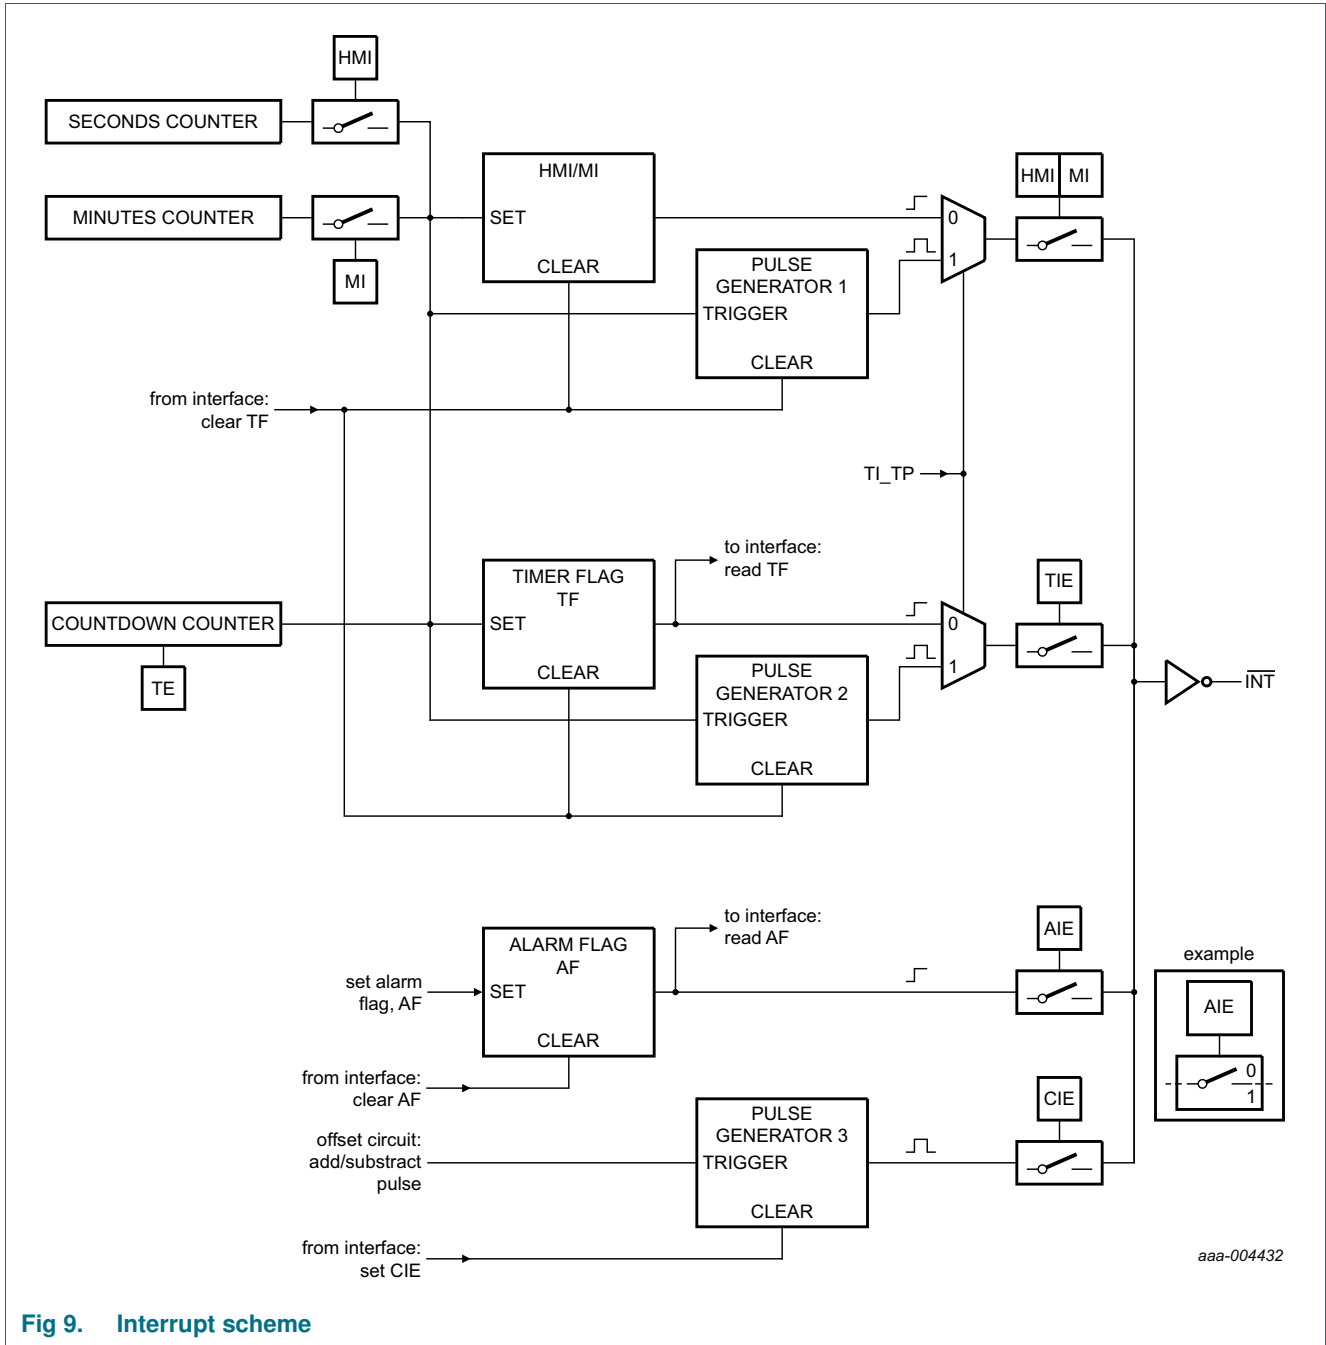 HMI
SECONDS COUNTER
MINUTES COUNTER
MI
HMI/MI
SET
CLEAR
PULSE
GENERATOR 1
TRIGGER
CLEAR
0
1
HMI MI
from interface:
clear TF
TI_TP
COUNTDOWN COUNTER
TE
TIMER FLAG
TF
SET
CLEAR
to interface:
read TF
PULSE
GENERATOR 2
TRIGGER
CLEAR
0
1
TIE
INT
set alarm
flag, AF
ALARM FLAG
AF
SET
CLEAR
to interface:
read AF
AIE
from interface:
clear AF
offset circuit:
add/substract
pulse
PULSE
GENERATOR 3
TRIGGER
CLEAR
CIE
from interface:
set CIE
example
AIE
0
1
aaa-004432
Fig 9. Interrupt scheme